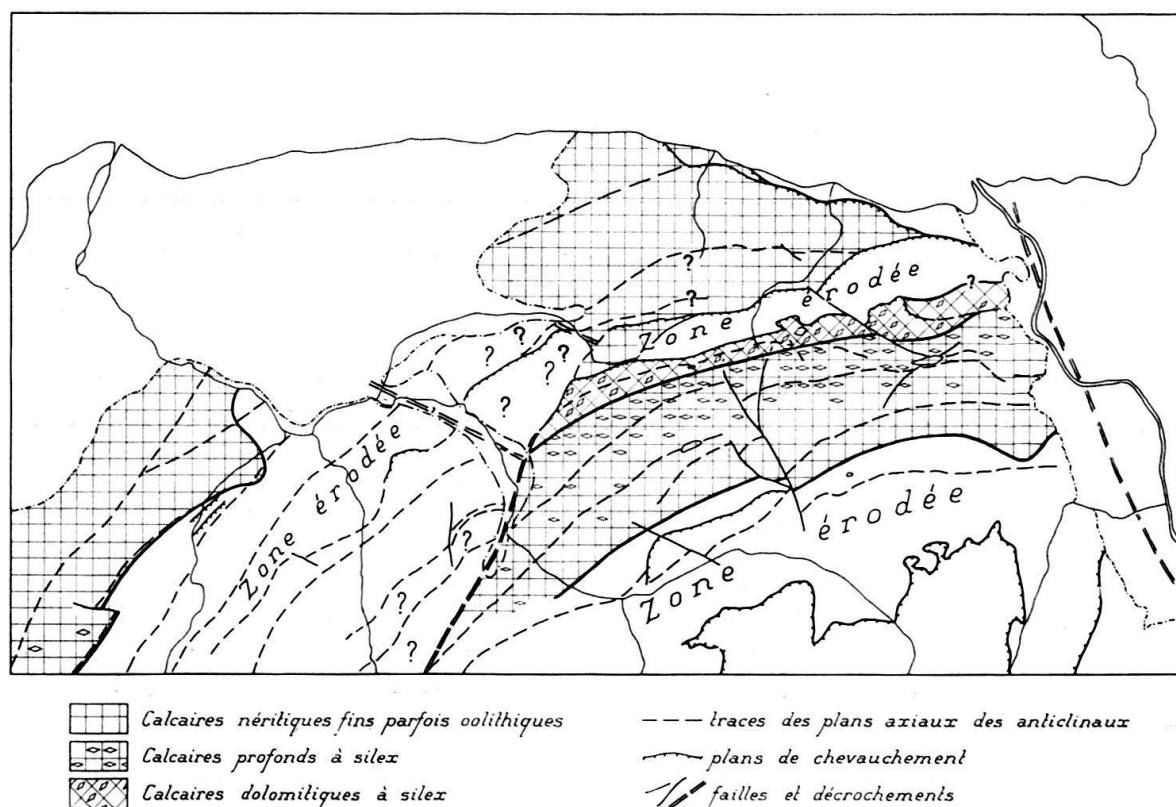 ?
Zone érodée
?
?
?
?
?
?
?
?
Zone érodée
Zone érodée
?
?
?
Calcaires néritiques fins parfois oolithiques
Calcaires profonds à silex
Calcaires dolomitiques à silex
traces des plans axiaux des anticlinaux
plans de chevauchement
failles et décrochements